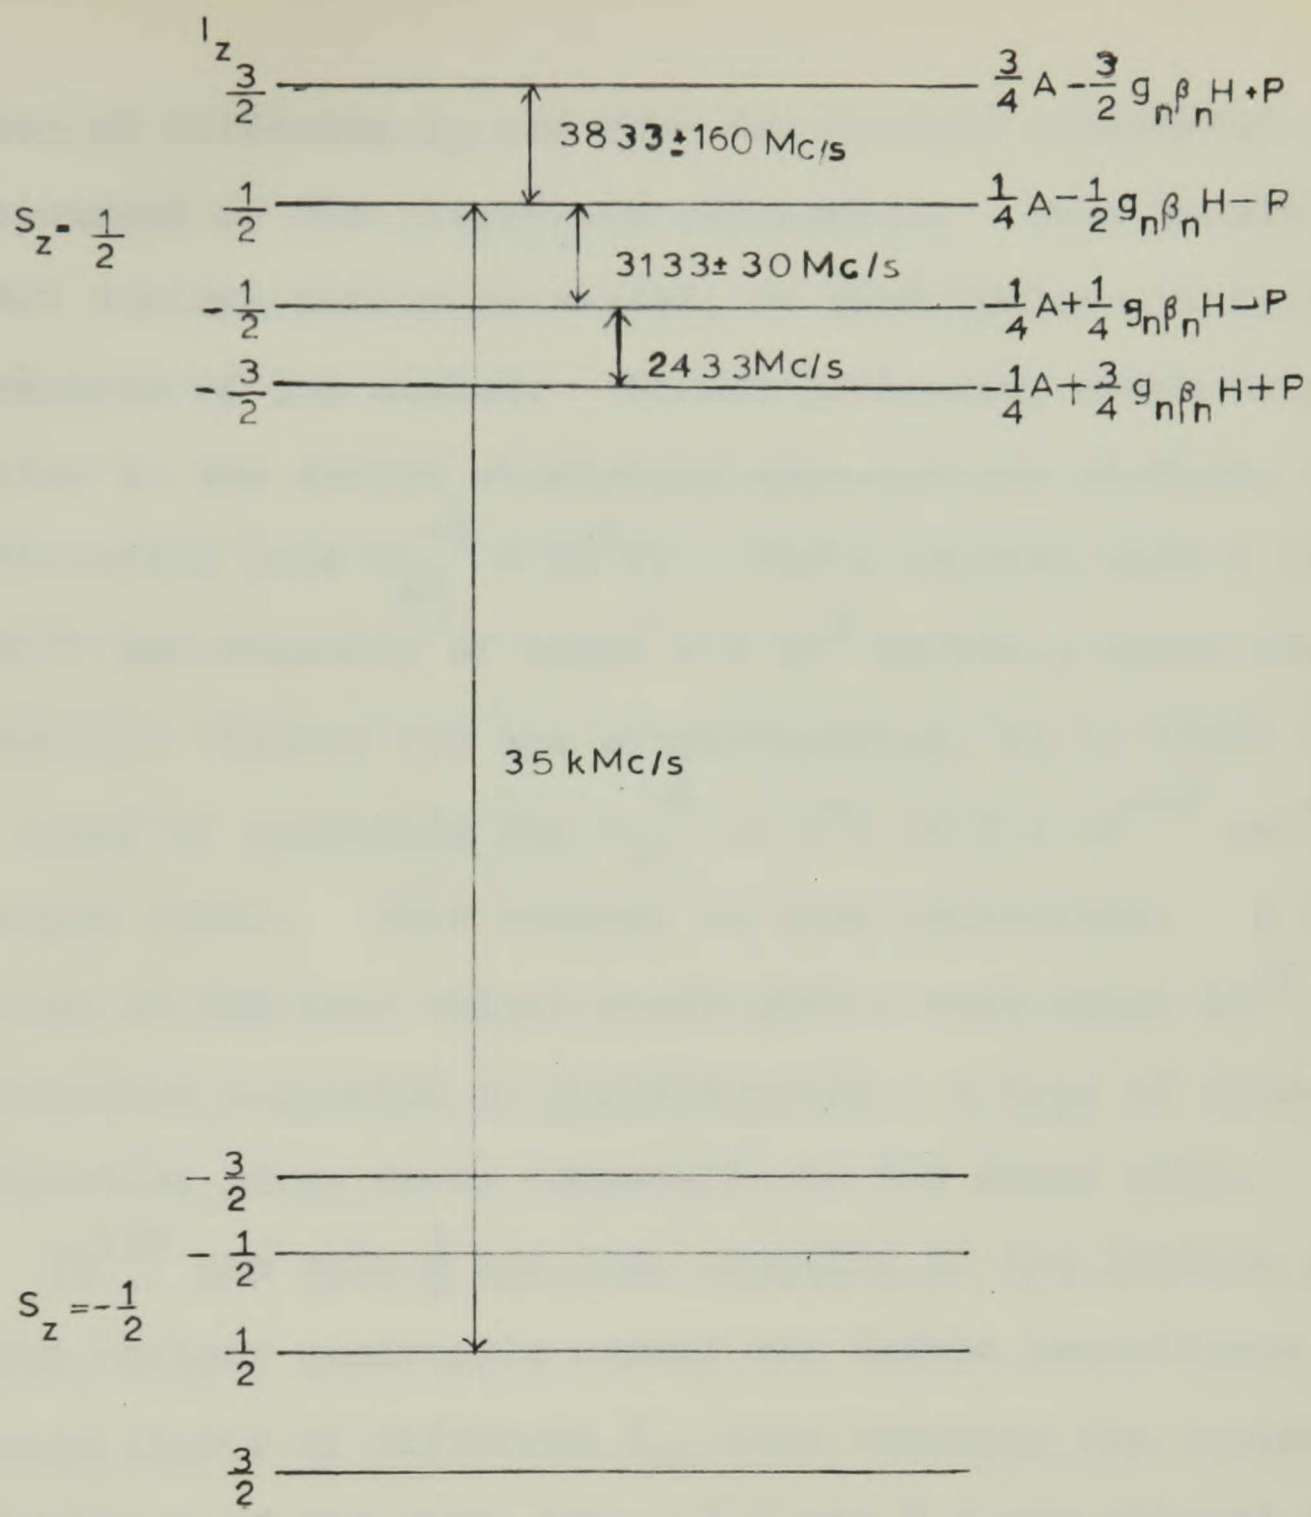 I_z
3/2 3/4 A - 3/2 g_n β_n H + P
3833 ± 160 Mc/s
S_z = 1/2
1/2 1/4 A - 1/2 g_n β_n H - P
3133 ± 30 Mc/s
- 1/2 - 1/4 A + 1/4 g_n β_n H - P
2433 Mc/s
- 3/2 - 1/4 A + 3/4 g_n β_n H + P
35 kMc/s
- 3/2
- 1/2
S_z = - 1/2
1/2
3/2